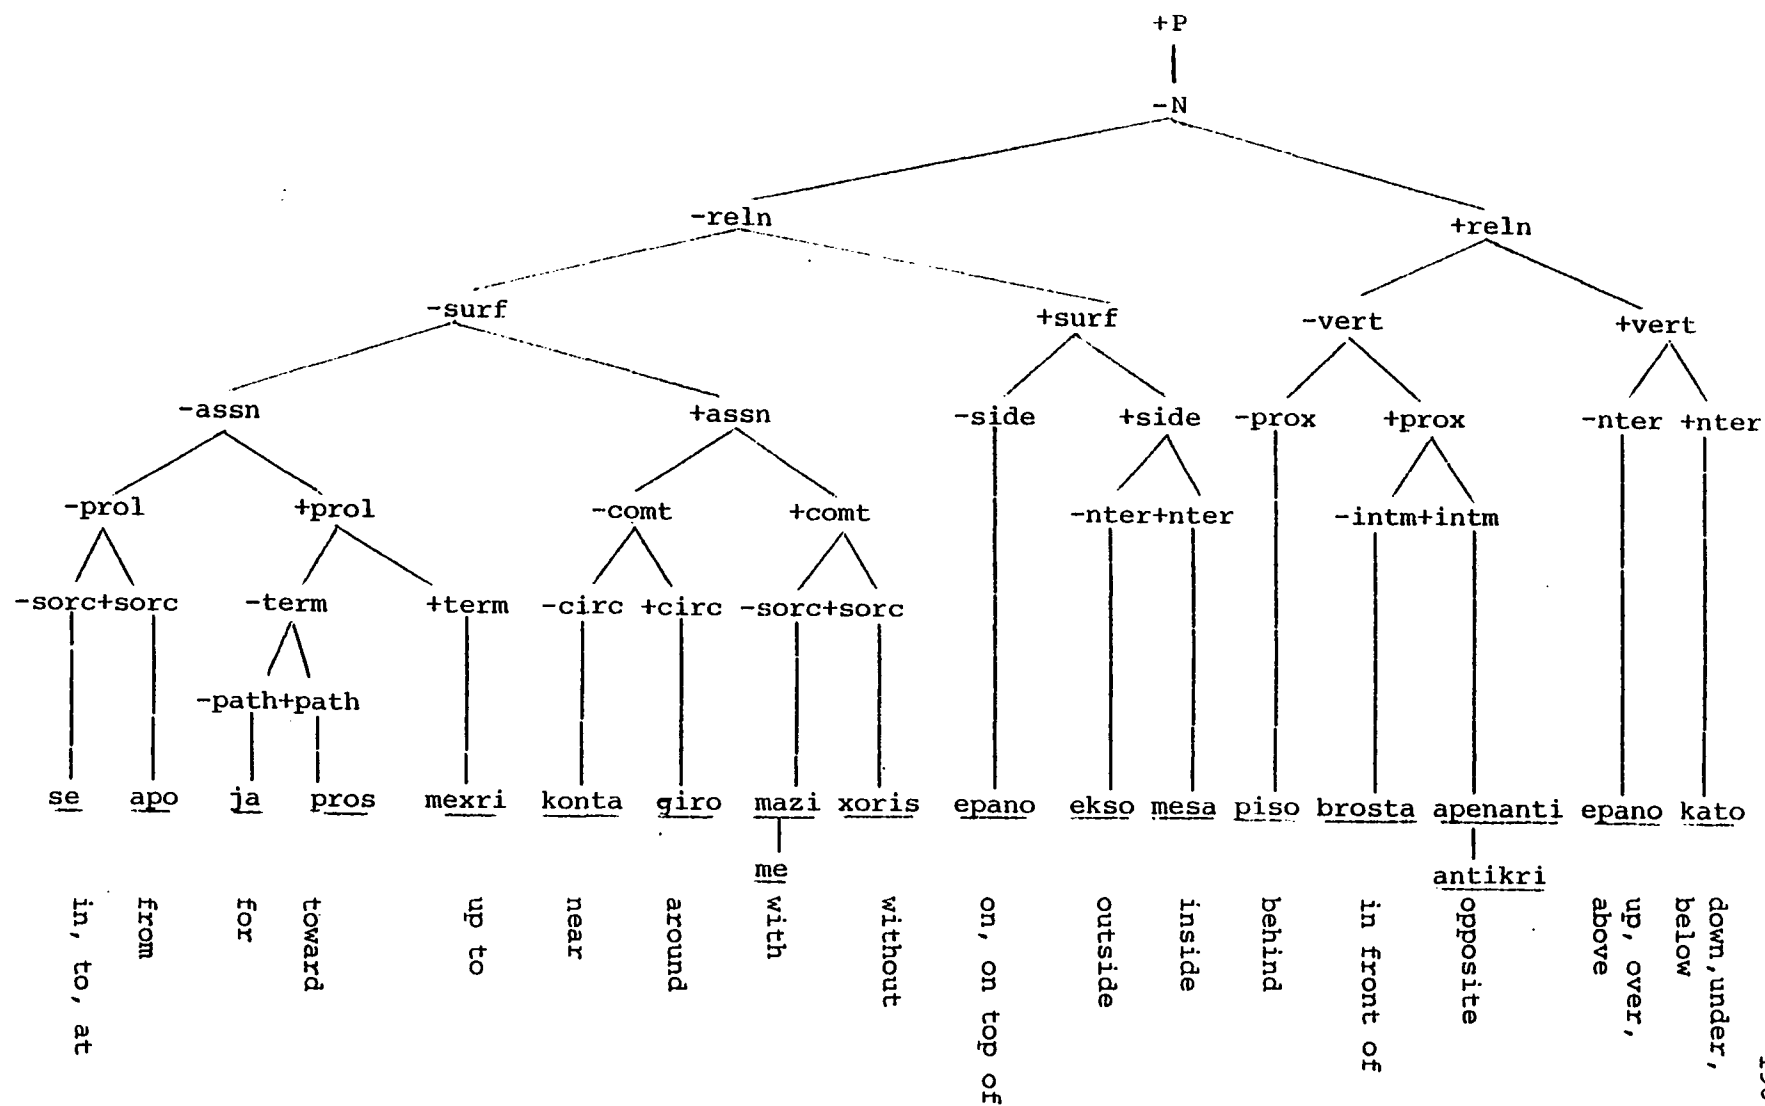 +P
-N
-reln
+reln
-surf
+surf
-vert
+vert
-assn
+assn
-side
+side
-prox
+prox
-nter
+nter
-prol
+prol
-comt
+comt
-nter+nter
-intm+intm
-sorc+sorc
-term
+term
-circ
+circ
-sorc+sorc
-path+path
se
apo
ja
pros
mexri
konta
giro
mazi
xoris
epano
ekso
mesa
piso
brosta
apenanti
epano
kato
me
antikri
in, to, at
from
for
toward
up to
near
around
with
without
on, on top of
outside
inside
behind
in front of
opposite
up, over,
above
down,under,
below